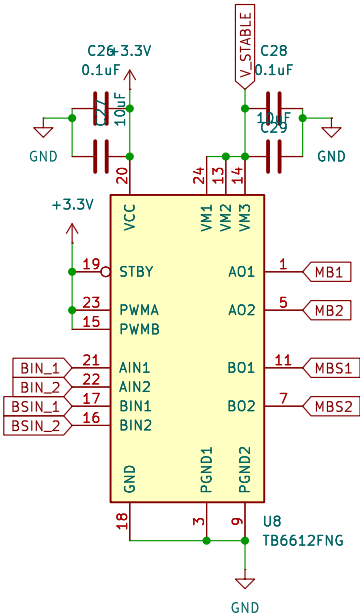 V_STABLE
C26
+3.3V
C28
0.1uF
0.1uF
C27
10uF
10uF
C29
GND
GND
20
24
13
14
+3.3V
VCC
VM1
VM2
VM3
19
STBY
AO1
1
MB1
23
PWMA
AO2
5
MB2
15
PWMB
BIN_1
21
AIN1
BO1
11
MBS1
BIN_2
22
AIN2
BSIN_1
17
BIN1
BO2
7
MBS2
BSIN_2
16
BIN2
GND
PGND1
PGND2
18
3
9
U8
TB6612FNG
GND